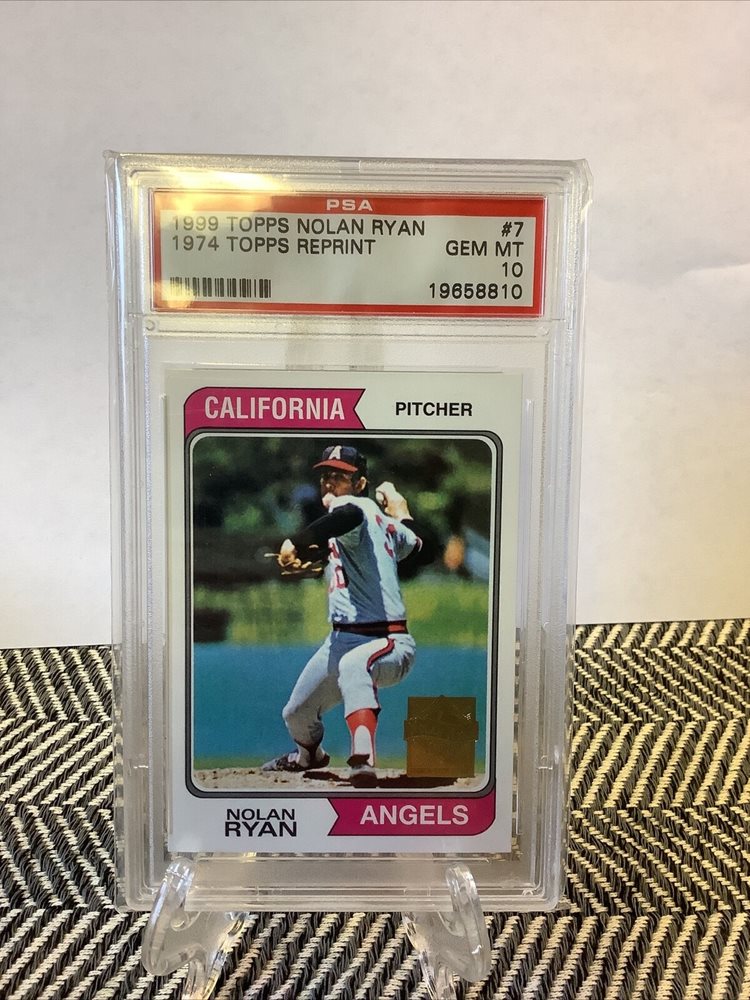 PSA
1999 TOPPS NOLAN RYAN #7
1974 TOPPS REPRINT GEM MT
10
19658810
CALIFORNIA PITCHER
A
NOLAN
RYAN
ANGELS